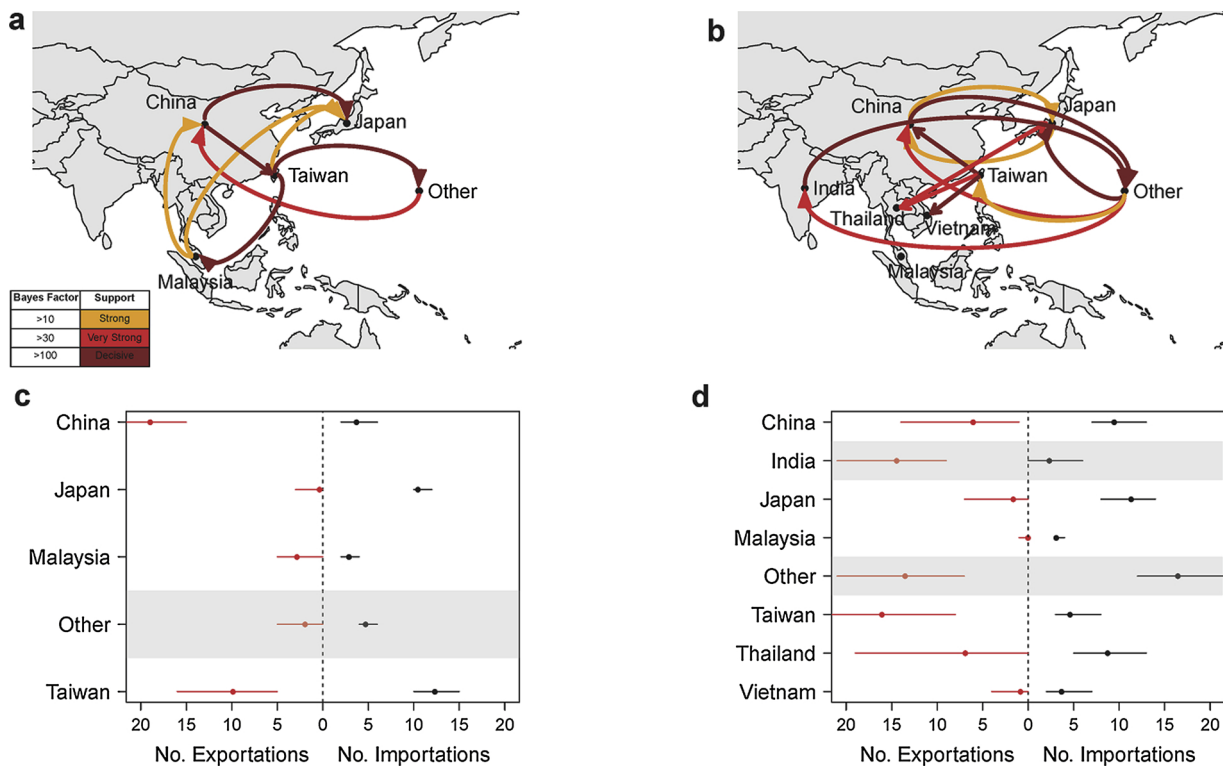 a
China
Japan
Taiwan
Other
Malaysia
Bayes Factor Support
>10 Strong
>30 Very Strong
>100 Decisive
b
China
Japan
India
Taiwan
Other
Thailand
Vietnam
Malaysia
c
China
Japan
Malaysia
Other
Taiwan
20 15 10 5 0 5 10 15 20
No. Exportations No. Importations
d
China
India
Japan
Malaysia
Other
Taiwan
Thailand
Vietnam
20 15 10 5 0 5 10 15 20
No. Exportations No. Importations